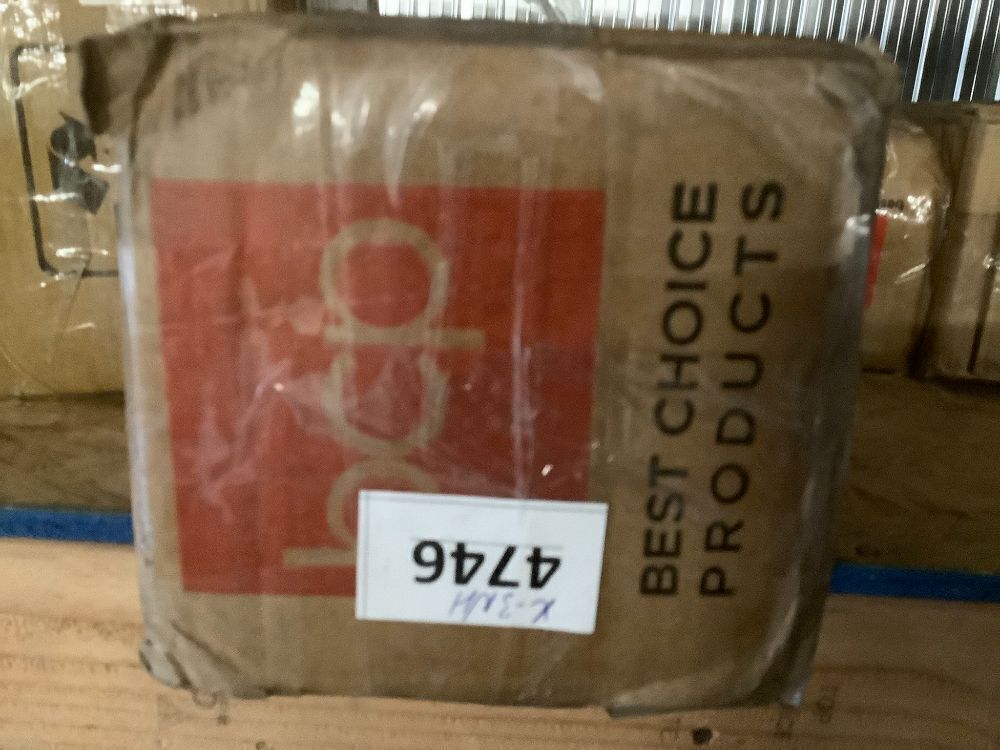 bcp
BEST CHOICE
PRODUCTS
4746